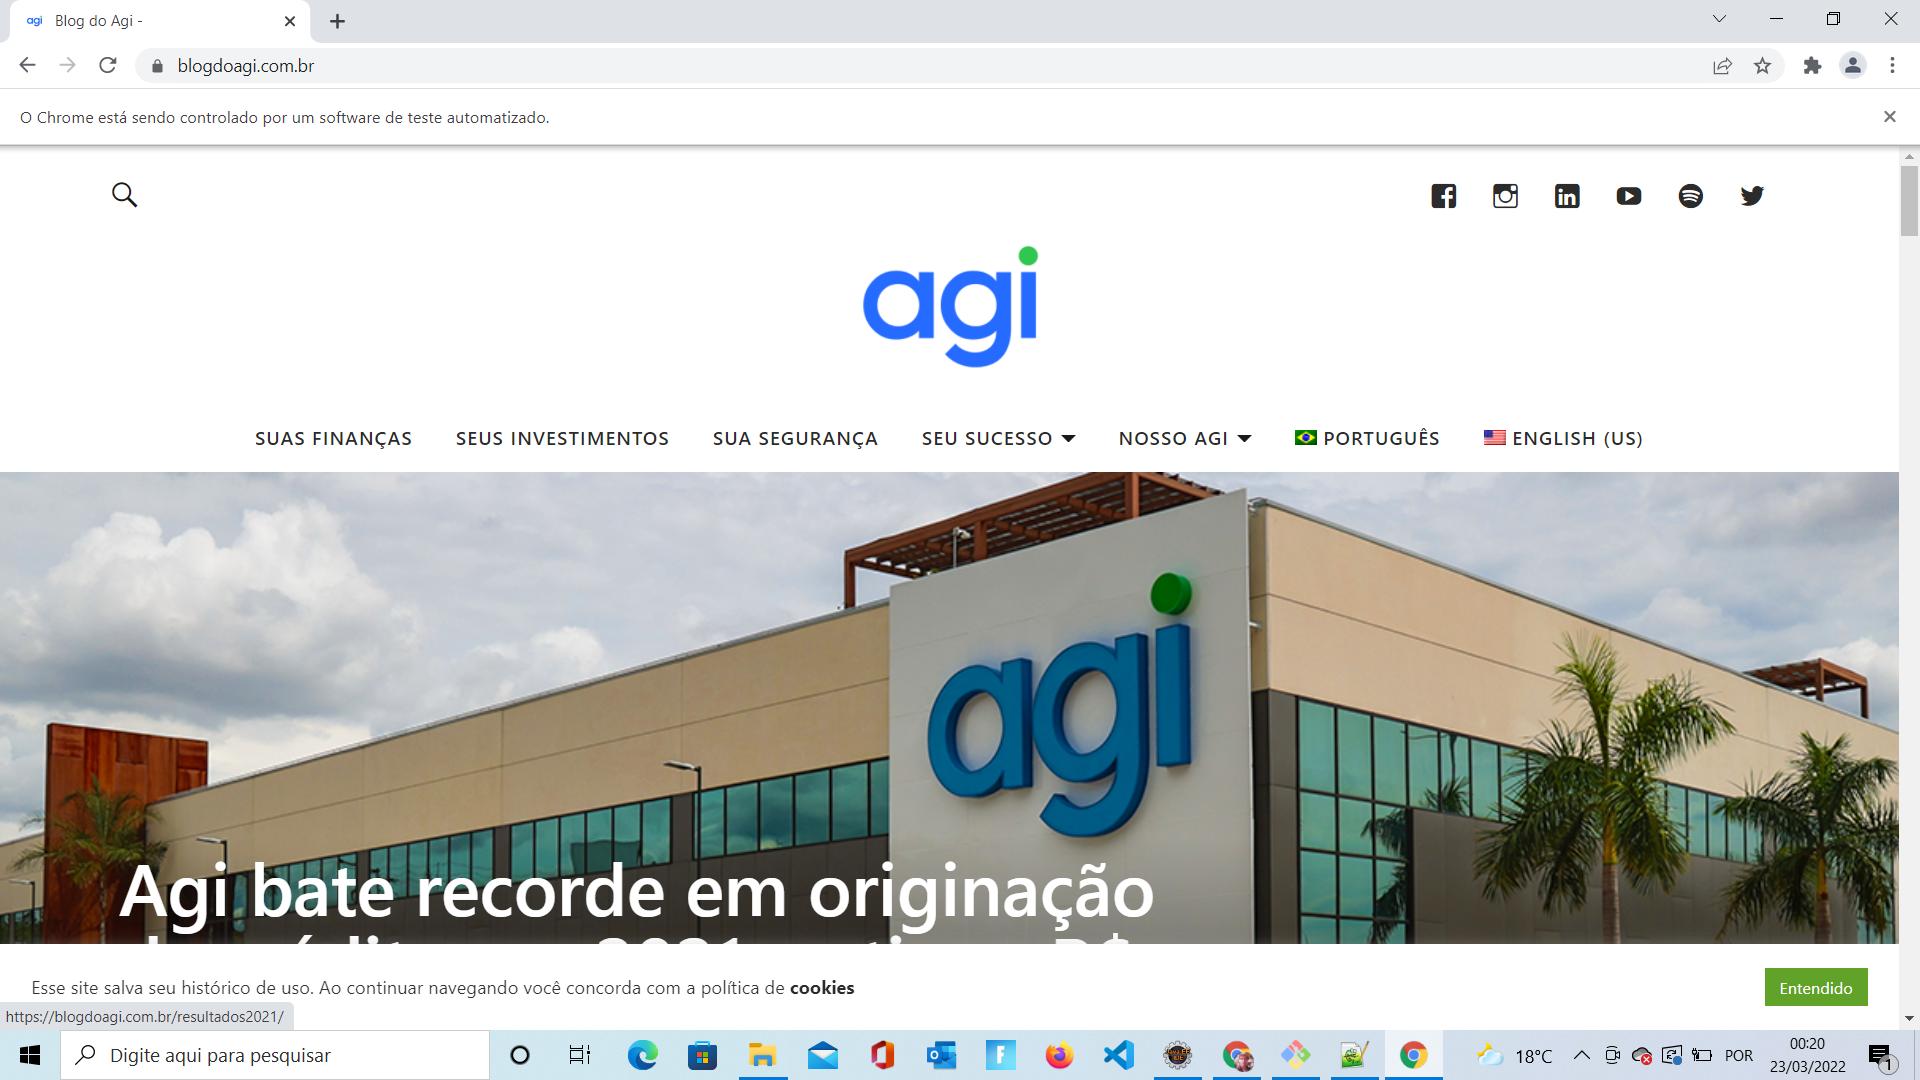 agi Blog do Agi -
blogdoagi.com.br
O Chrome está sendo controlado por um software de teste automatizado.
agi
SUAS FINANÇAS SEUS INVESTIMENTOS SUA SEGURANÇA SEU SUCESSO NOSSO AGI PORTUGUÊS ENGLISH (US)
agi
Agi bate recorde em originação
2021
R$
Esse site salva seu histórico de uso. Ao continuar navegando você concorda com a política de cookies
Entendido
https://blogdoagi.com.br/resultados2021/
Digite aqui para pesquisar
18°C
POR
00:20
23/03/2022
1